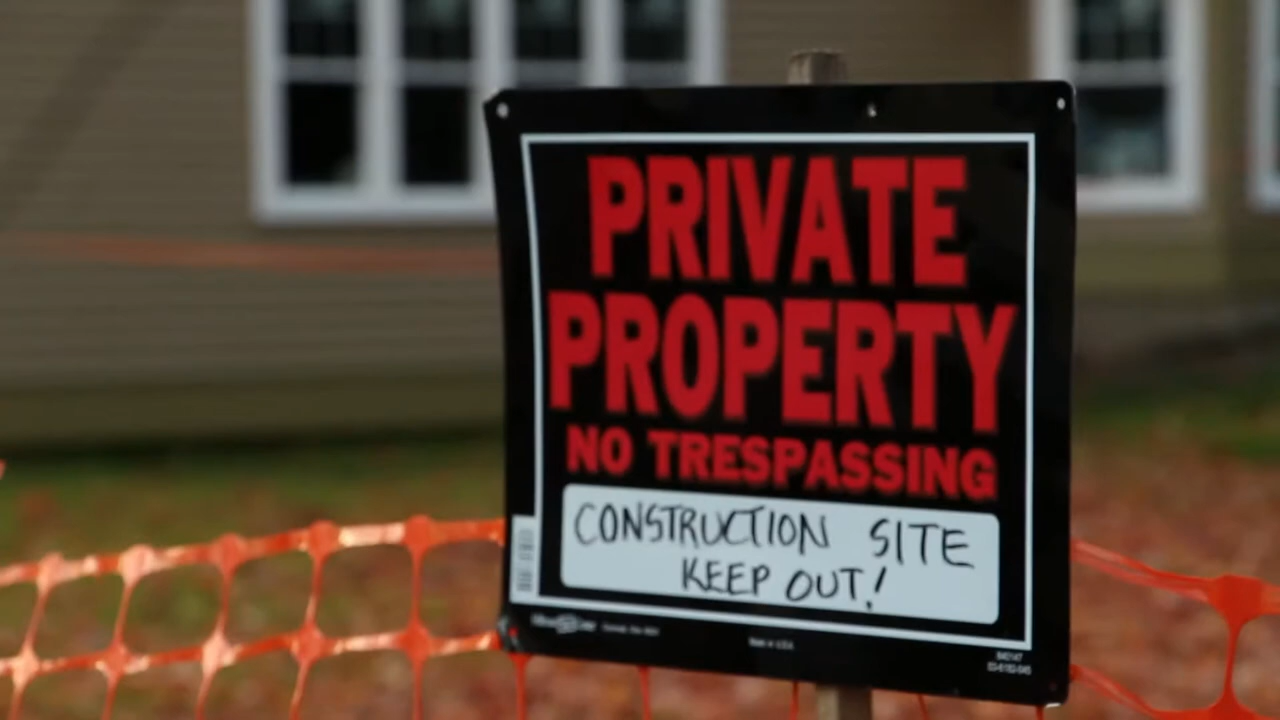 PRIVATE
PROPERTY
NO TRESPASSING
CONSTRUCTION SITE
KEEP OUT!